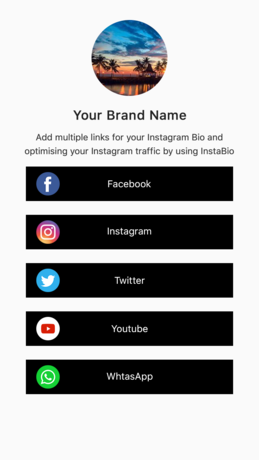 Your Brand Name
Add multiple links for your Instagram Bio and
optimising your Instagram traffic by using InstaBio
Facebook
Instagram
Twitter
Youtube
WhtasApp